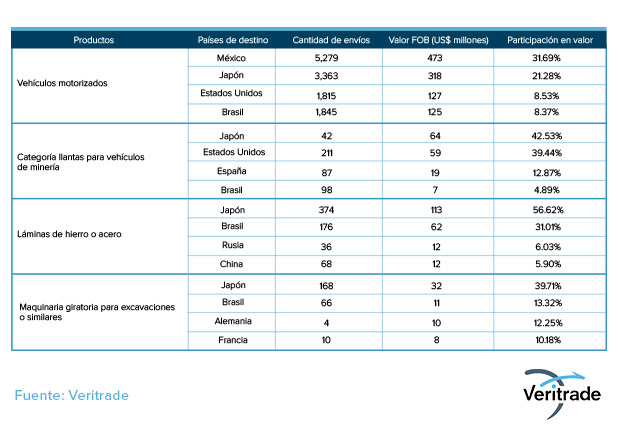 Productos Países de destino Cantidad de envíos Valor FOB (US$ millones) Participación en valor
Vehículos motorizados
México 5,279 473 31.69%
Japón 3,363 318 21.28%
Estados Unidos 1,815 127 8.53%
Brasil 1,845 125 8.37%
Categoría llantas para vehículos
de minería
Japón 42 64 42.53%
Estados Unidos 211 59 39.44%
España 87 19 12.87%
Brasil 98 7 4.89%
Láminas de hierro o acero
Japón 374 113 56.62%
Brasil 176 62 31.01%
Rusia 36 12 6.03%
China 68 12 5.90%
Maquinaria giratoria para excavaciones
o similares
Japón 168 32 39.71%
Brasil 66 11 13.32%
Alemania 4 10 12.25%
Francia 10 8 10.18%
Fuente: Veritrade
Veritrade